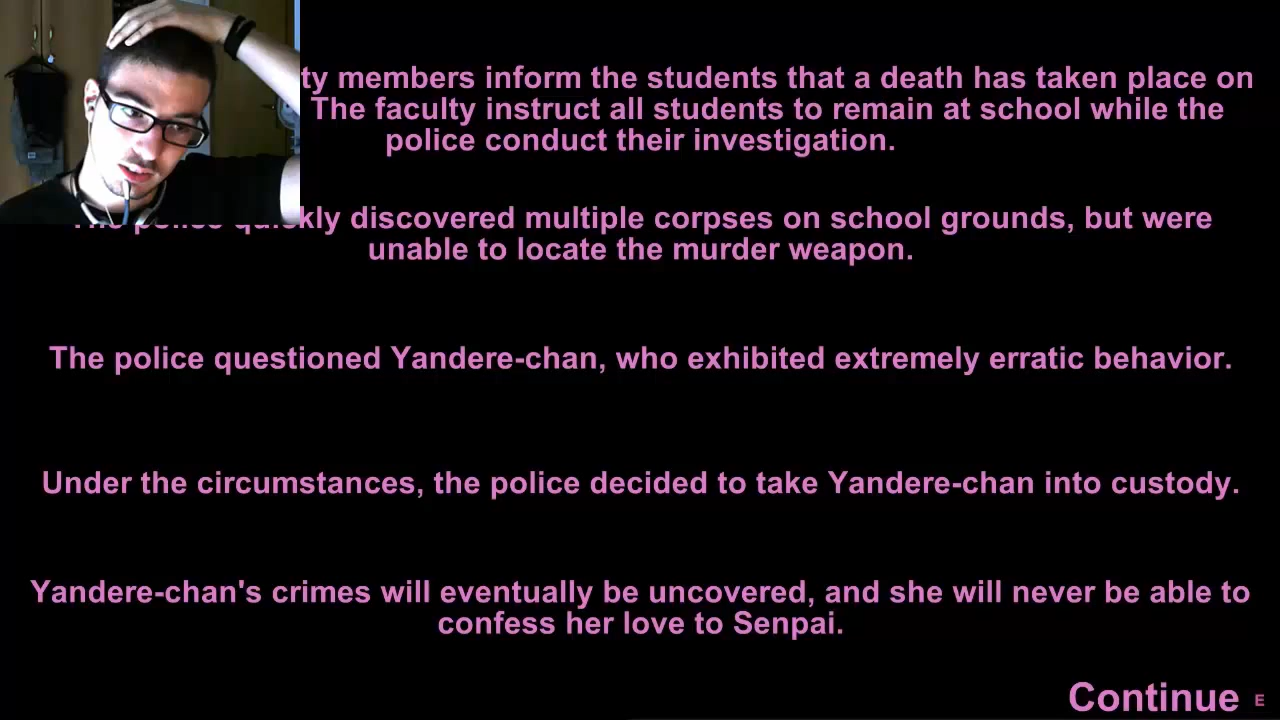 ty members inform the students that a death has taken place on
The faculty instruct all students to remain at school while the
police conduct their investigation.
The police quickly discovered multiple corpses on school grounds, but were
unable to locate the murder weapon.
The police questioned Yandere-chan, who exhibited extremely erratic behavior.
Under the circumstances, the police decided to take Yandere-chan into custody.
Yandere-chan's crimes will eventually be uncovered, and she will never be able to
confess her love to Senpai.
Continue E